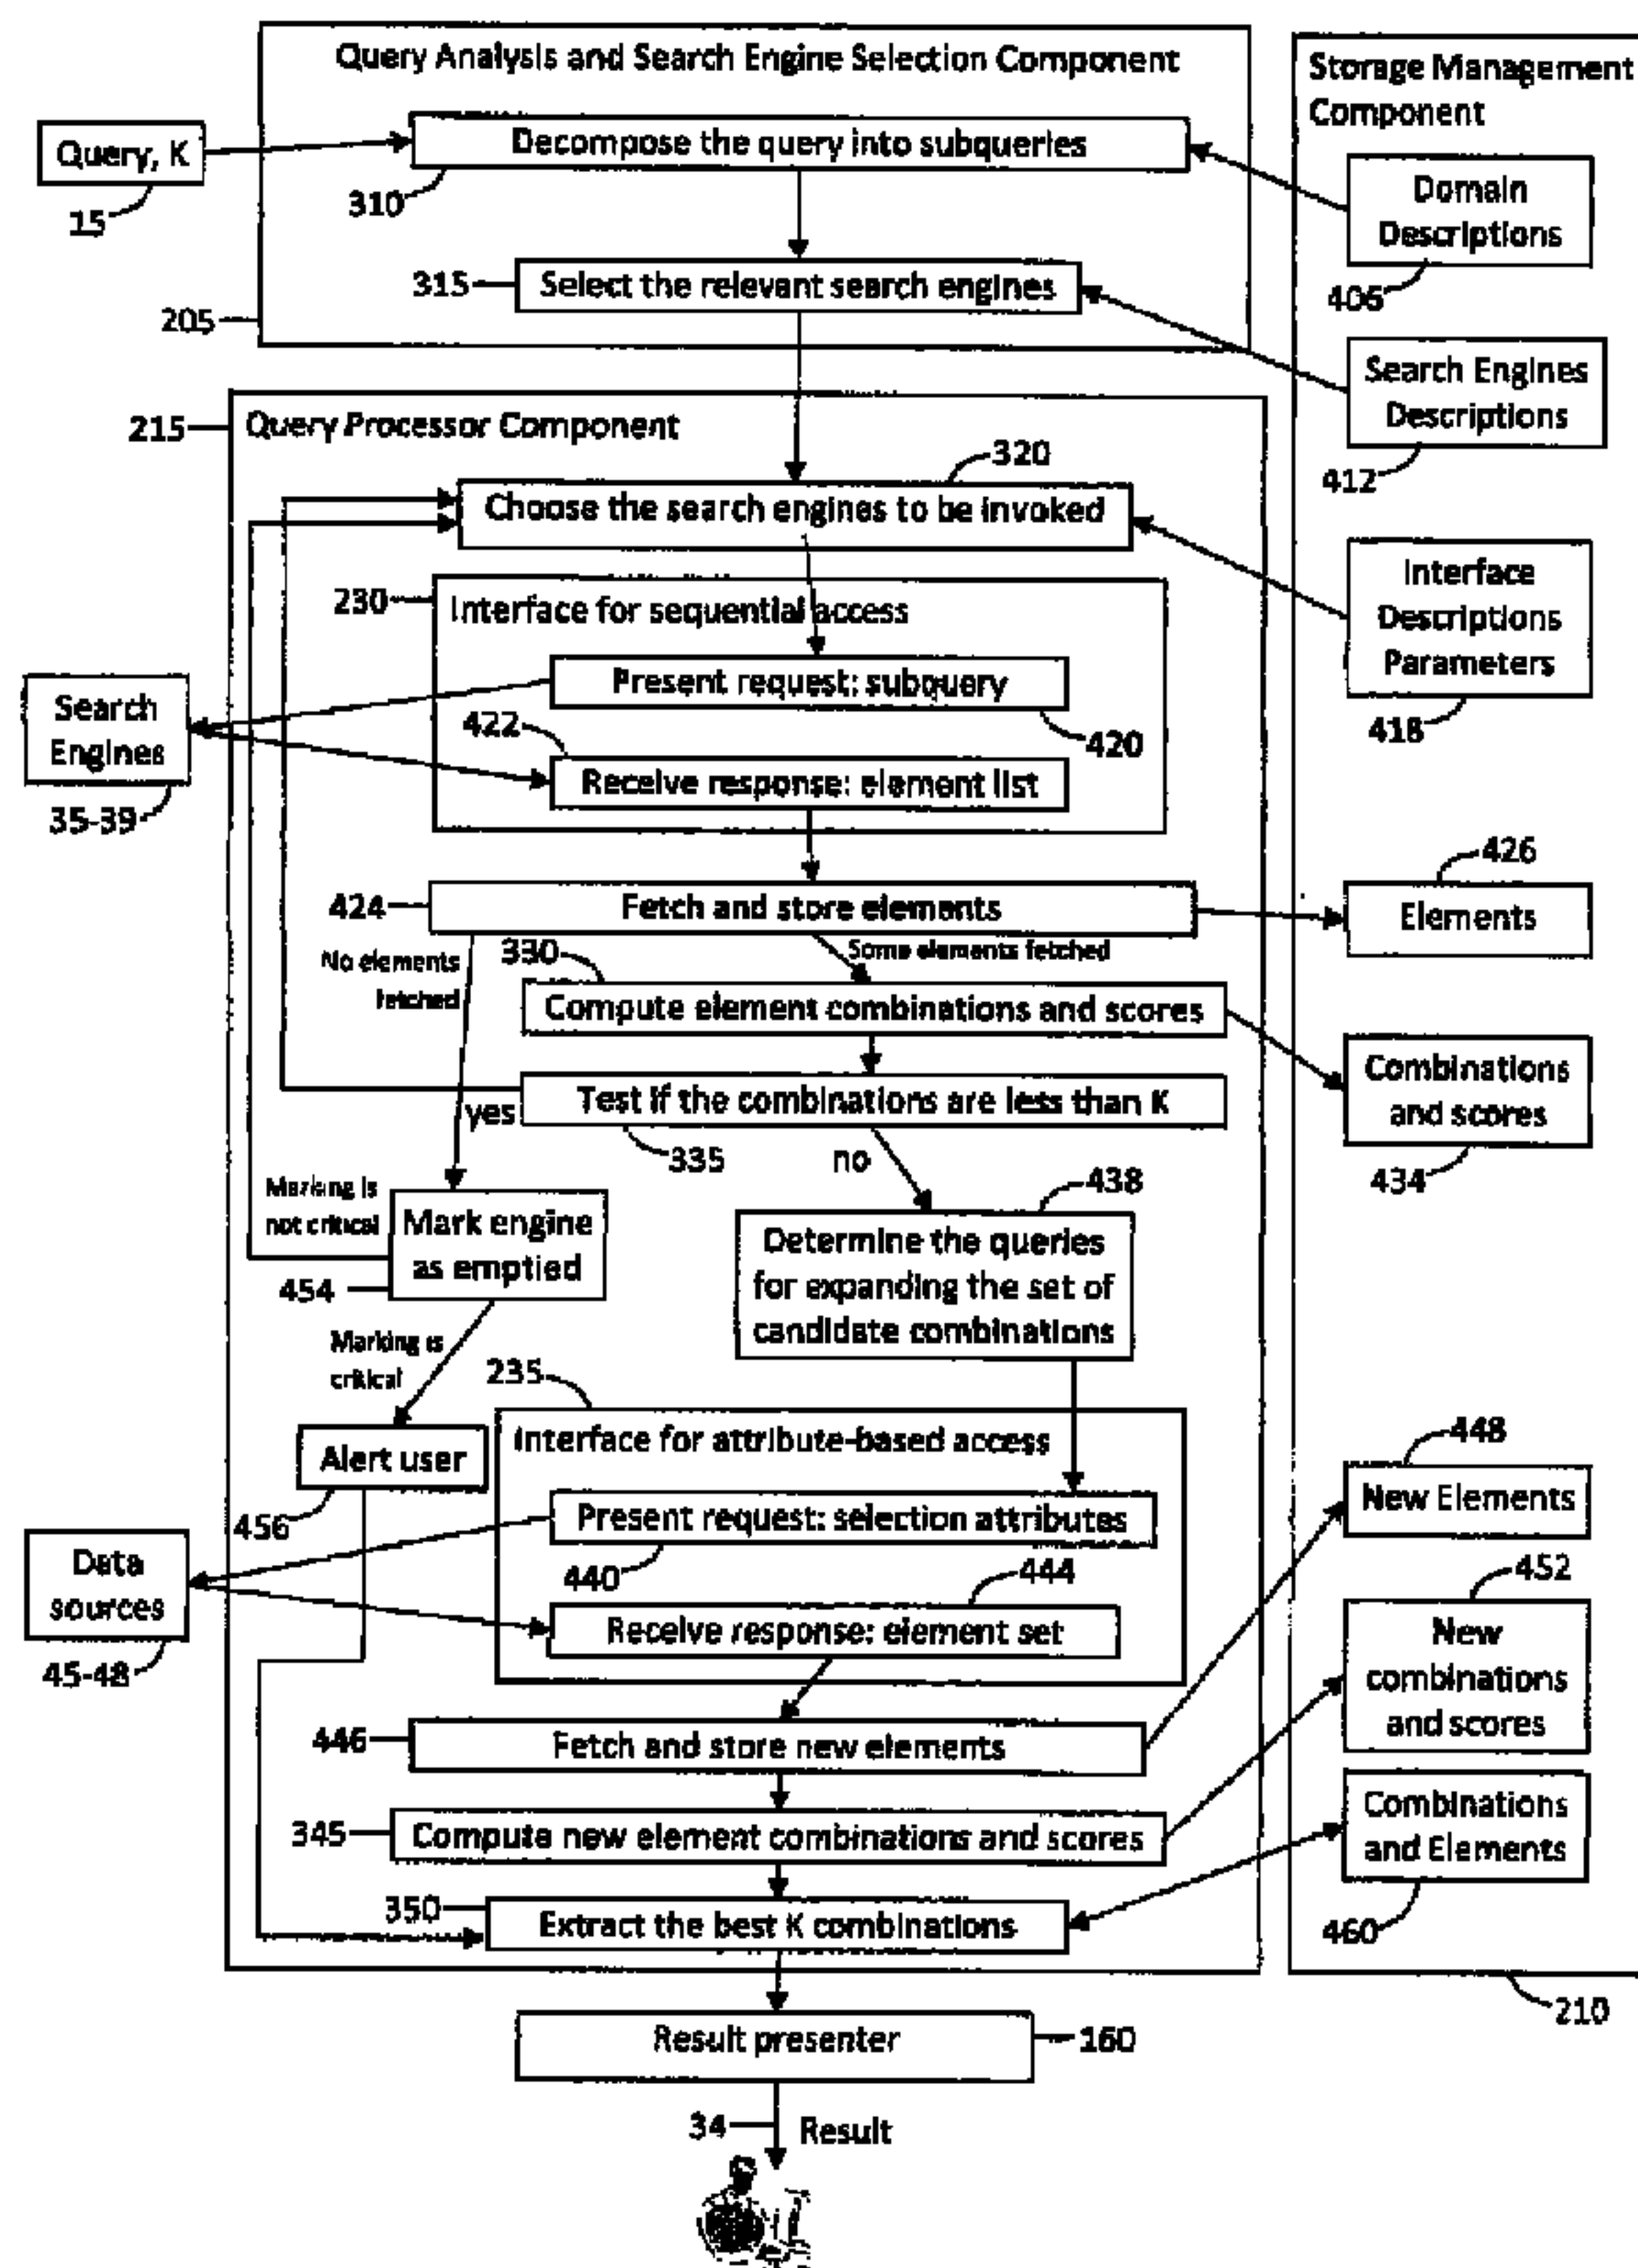 Query Analysis and Search Engine Selection Component
Storage Management
Component
Query, K
15
Decompose the query into subqueries
310
Domain
Descriptions
406
315
Select the relevant search engines
205
Search Engines
Descriptions
412
215
Query Processor Component
320
Choose the search engines to be invoked
Interface
Descriptions
Parameters
418
230
Interface for sequential access
Present request: subquery
420
Search
Engines
35-39
422
Receive response: element list
424
Fetch and store elements
426
Elements
No elements
fetched
Some elements fetched
330
Compute element combinations and scores
Combinations
and scores
434
Test if the combinations are less than K
yes
335
no
Marking is
not critical
Mark engine
as emptied
454
438
Determine the queries
for expanding the set of
candidate combinations
Marking is
critical
Alert user
456
235
Interface for attribute-based access
Present request: selection attributes
440
444
Receive response: element set
Data
sources
45-48
448
New Elements
452
New
combinations
and scores
446
Fetch and store new elements
345
Compute new element combinations and scores
Combinations
and Elements
460
350
Extract the best K combinations
210
Result presenter
160
34
Result